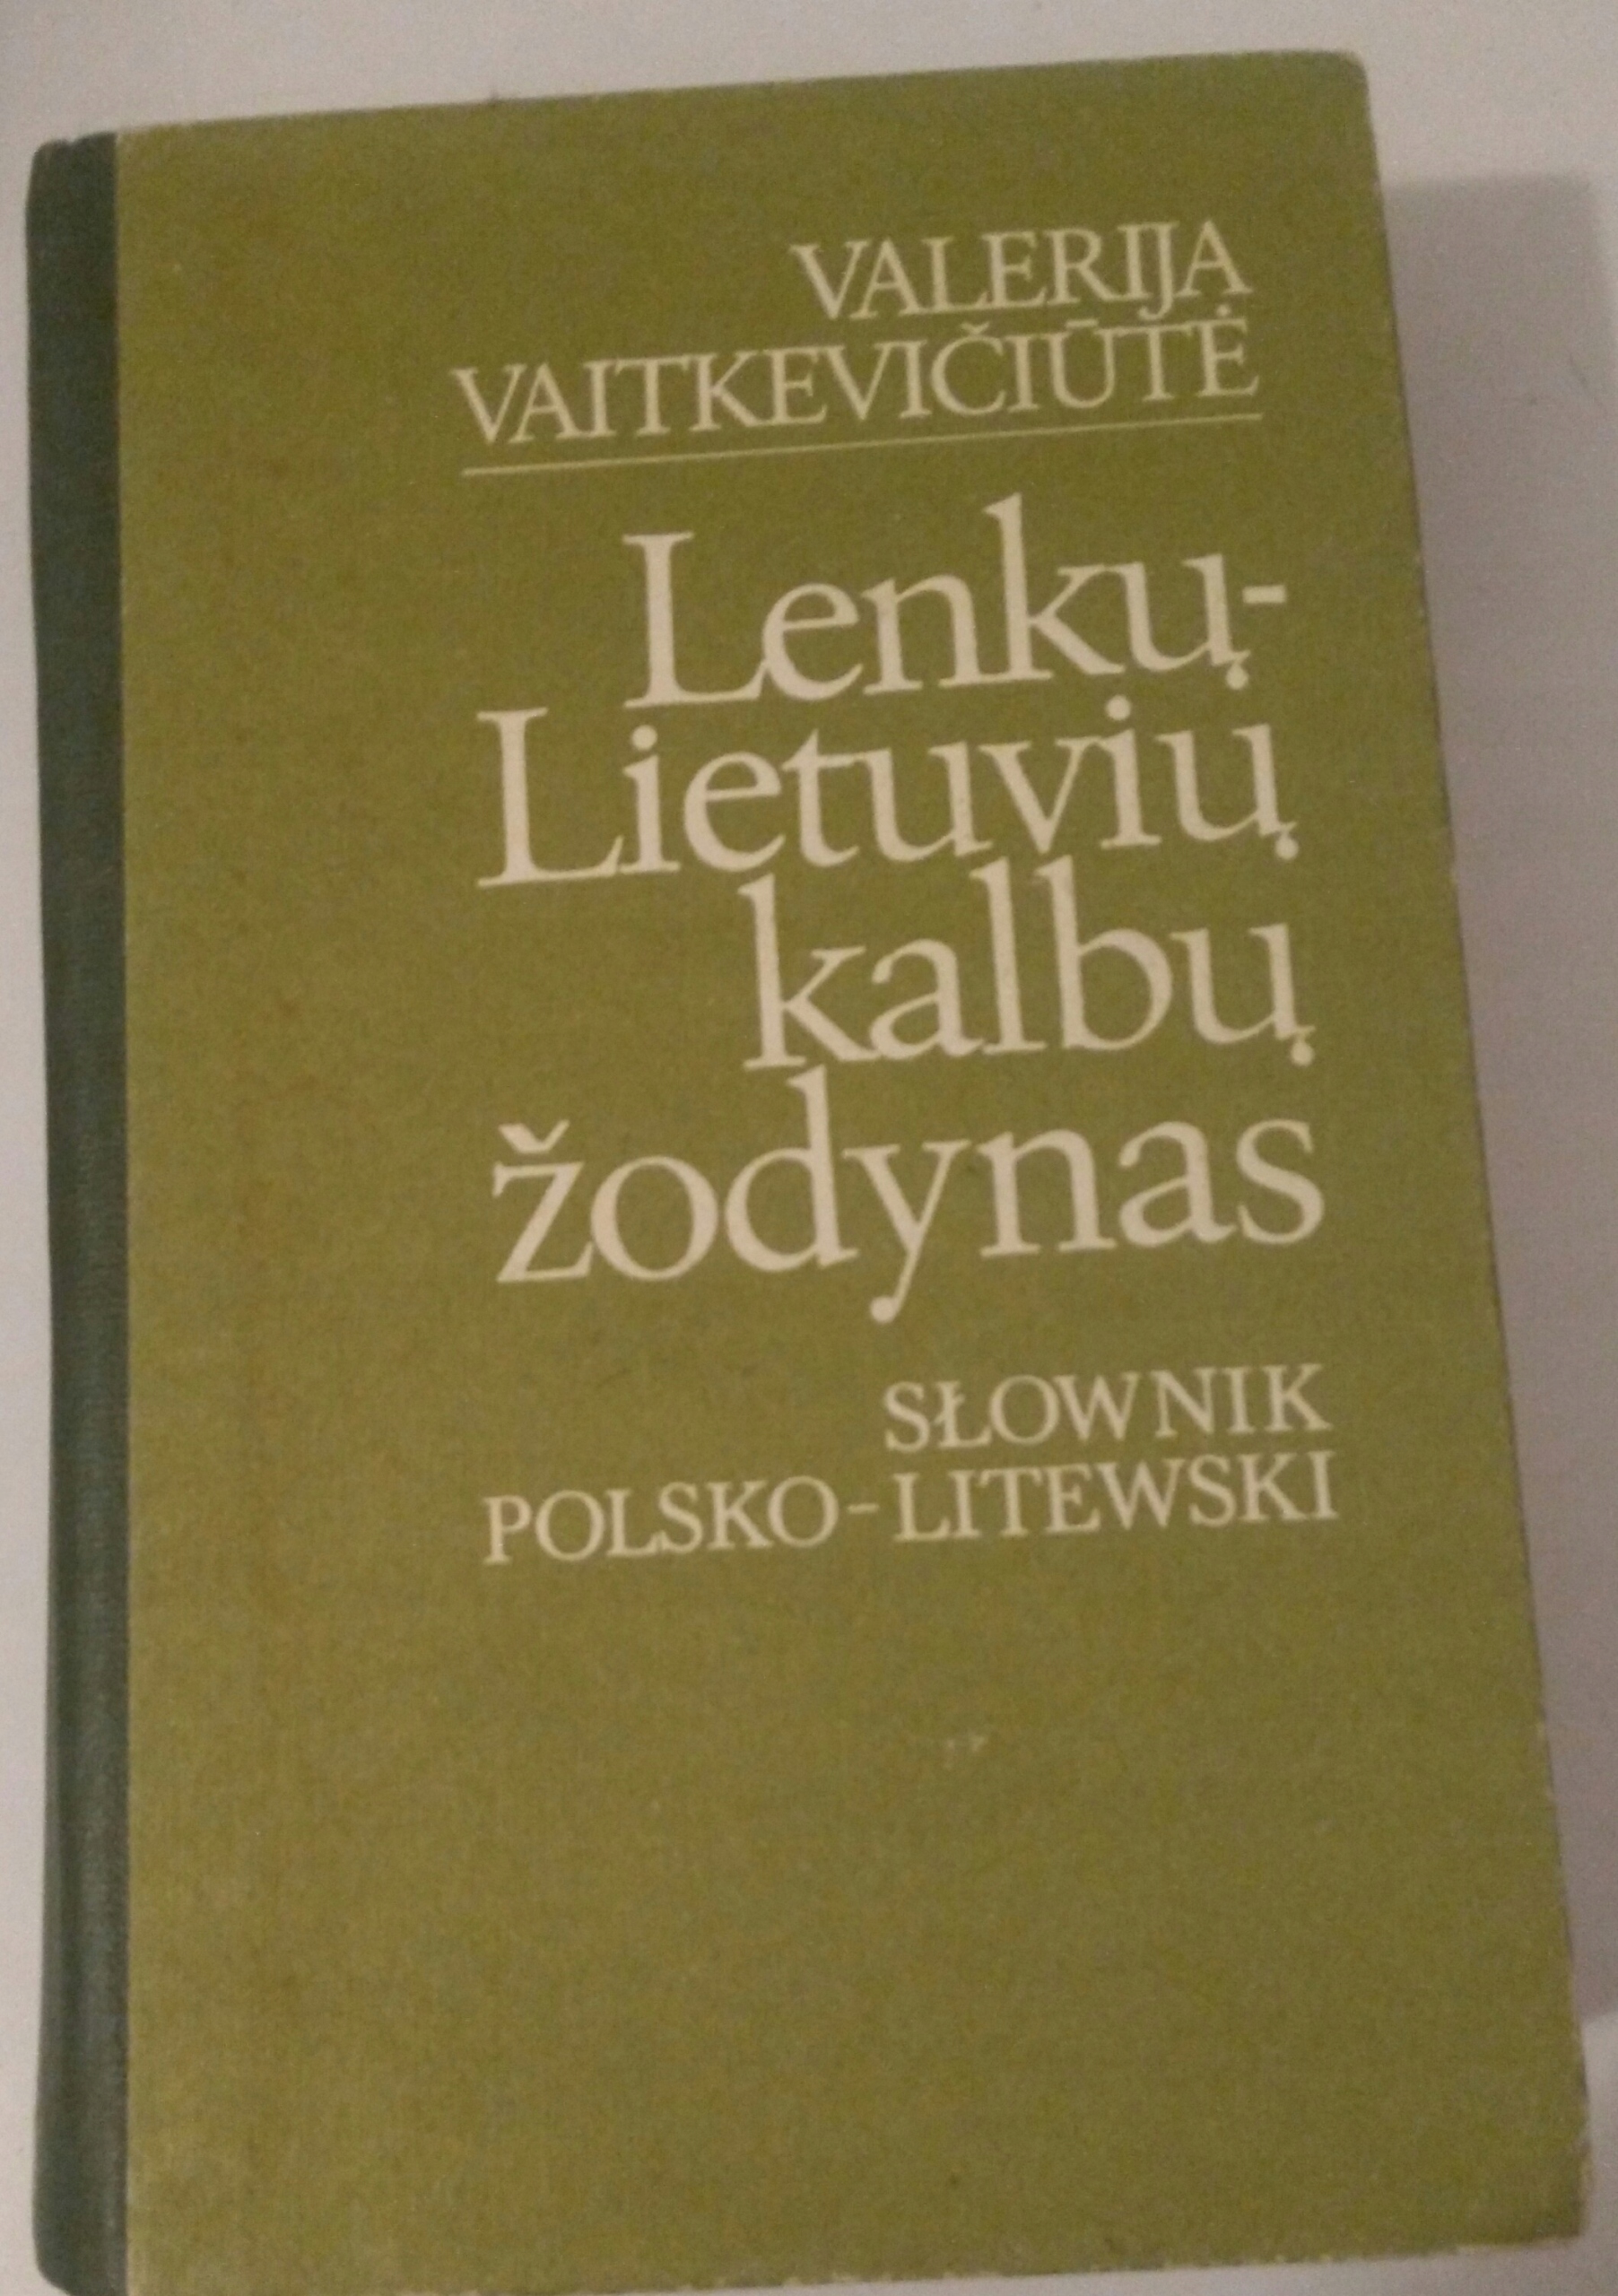 VALERIJA
VAITKEVIČIŪTĖ
Lenkų-
Lietuvių
kalbų
žodynas
SŁOWNIK
POLSKO-LITEWSKI